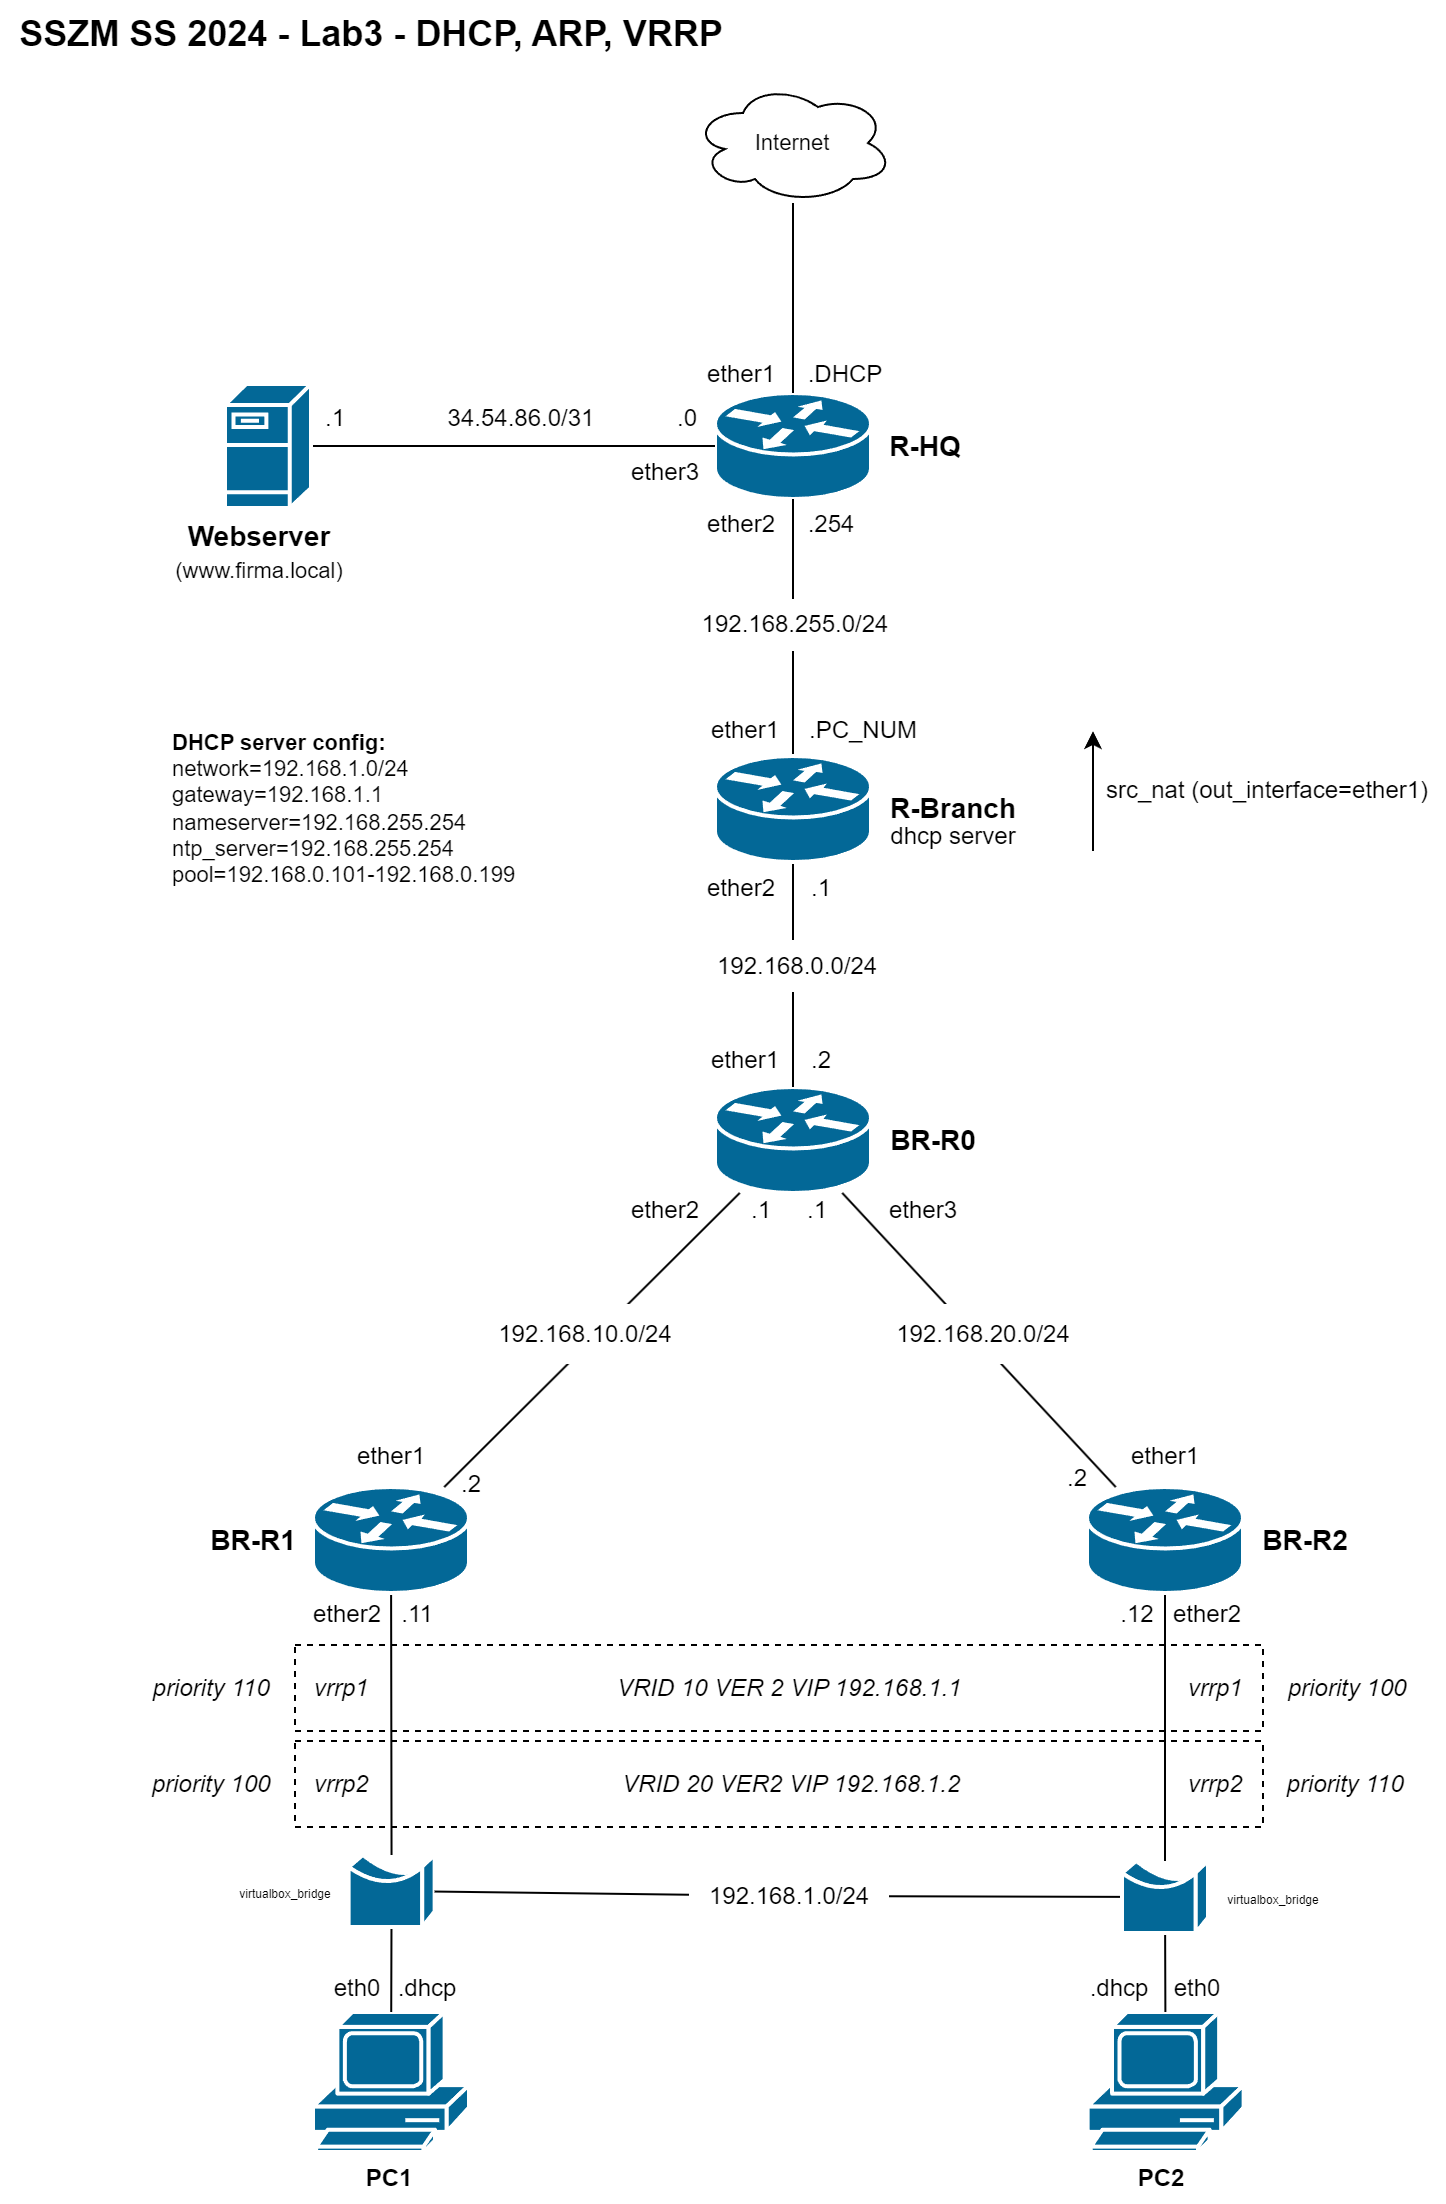 SSZM SS 2024 - Lab3 - DHCP, ARP, VRRP
Internet
ether1
.DHCP
.1
34.54.86.0/31
.0
R-HQ
ether3
ether2
.254
Webserver
(www.firma.local)
192.168.255.0/24
DHCP server config:
network=192.168.1.0/24
gateway=192.168.1.1
nameserver=192.168.255.254
ntp_server=192.168.255.254
pool=192.168.0.101-192.168.0.199
ether1
.PC_NUM
R-Branch
dhcp server
src_nat (out_interface=ether1)
ether2
.1
192.168.0.0/24
ether1
.2
BR-R0
ether2
.1
.1
ether3
192.168.10.0/24
192.168.20.0/24
ether1
.2
.2
ether1
BR-R1
BR-R2
ether2
.11
.12
ether2
priority 110
vrrp1
VRID 10 VER 2 VIP 192.168.1.1
vrrp1
priority 100
priority 100
vrrp2
VRID 20 VER2 VIP 192.168.1.2
vrrp2
priority 110
virtualbox_bridge
192.168.1.0/24
virtualbox_bridge
eth0
.dhcp
.dhcp
eth0
PC1
PC2